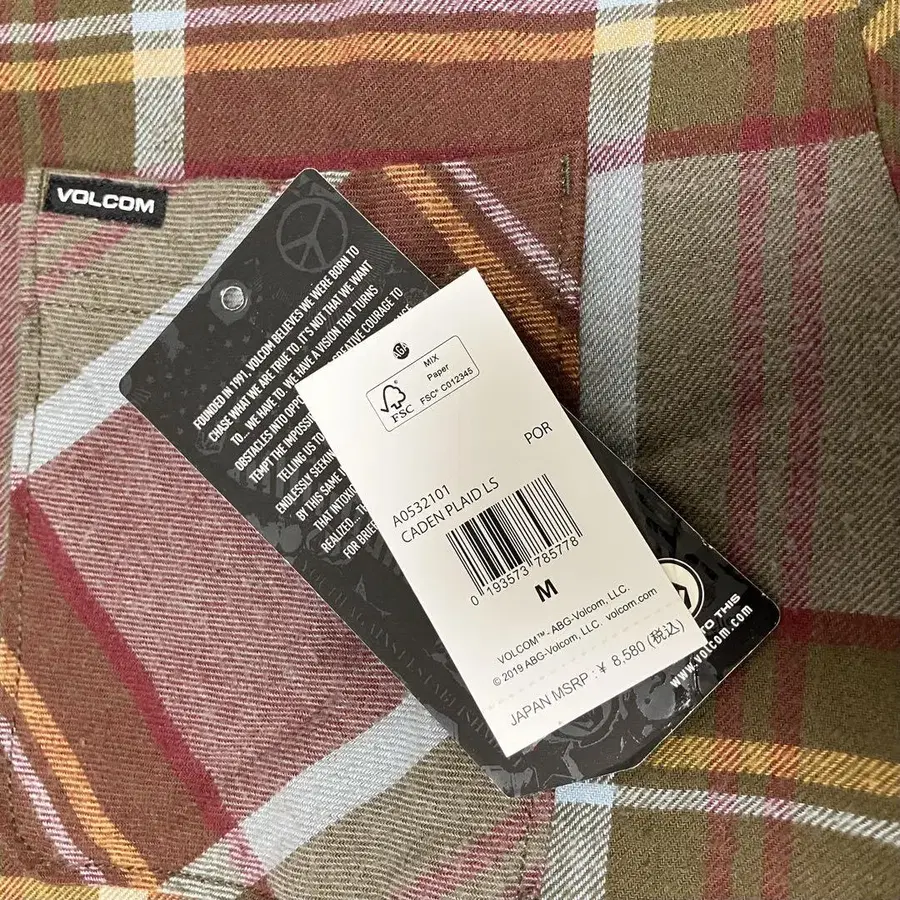 VOLCOM
FOUNDED IN 1991, VOLCOM BELIEVES WE WERE BORN TO
CHASE WHAT WE ARE TRUE TO. IT'S NOT THAT WE WANT
TO... WE HAVE TO. WE HAVE A VISION THAT TURNS
OBSTACLES INTO CREATIVE COURAGE TO
TEMPT THE
TELLING US TO
ENDLESSLY
BY THIS SAME
THAT
REALIZED...
FOR
MIX
Paper
FSC® C012345
FSC
POR
A0532101
CADEN PLAID LS
0 193573 785778
M
VOLCOM™- ABG-Volcom, LLC.
© 2019 ABG-Volcom, LLC. volcom.com
JAPAN MSRP : ¥ 8,580 (税込)
TO THIS
www.volcom.com